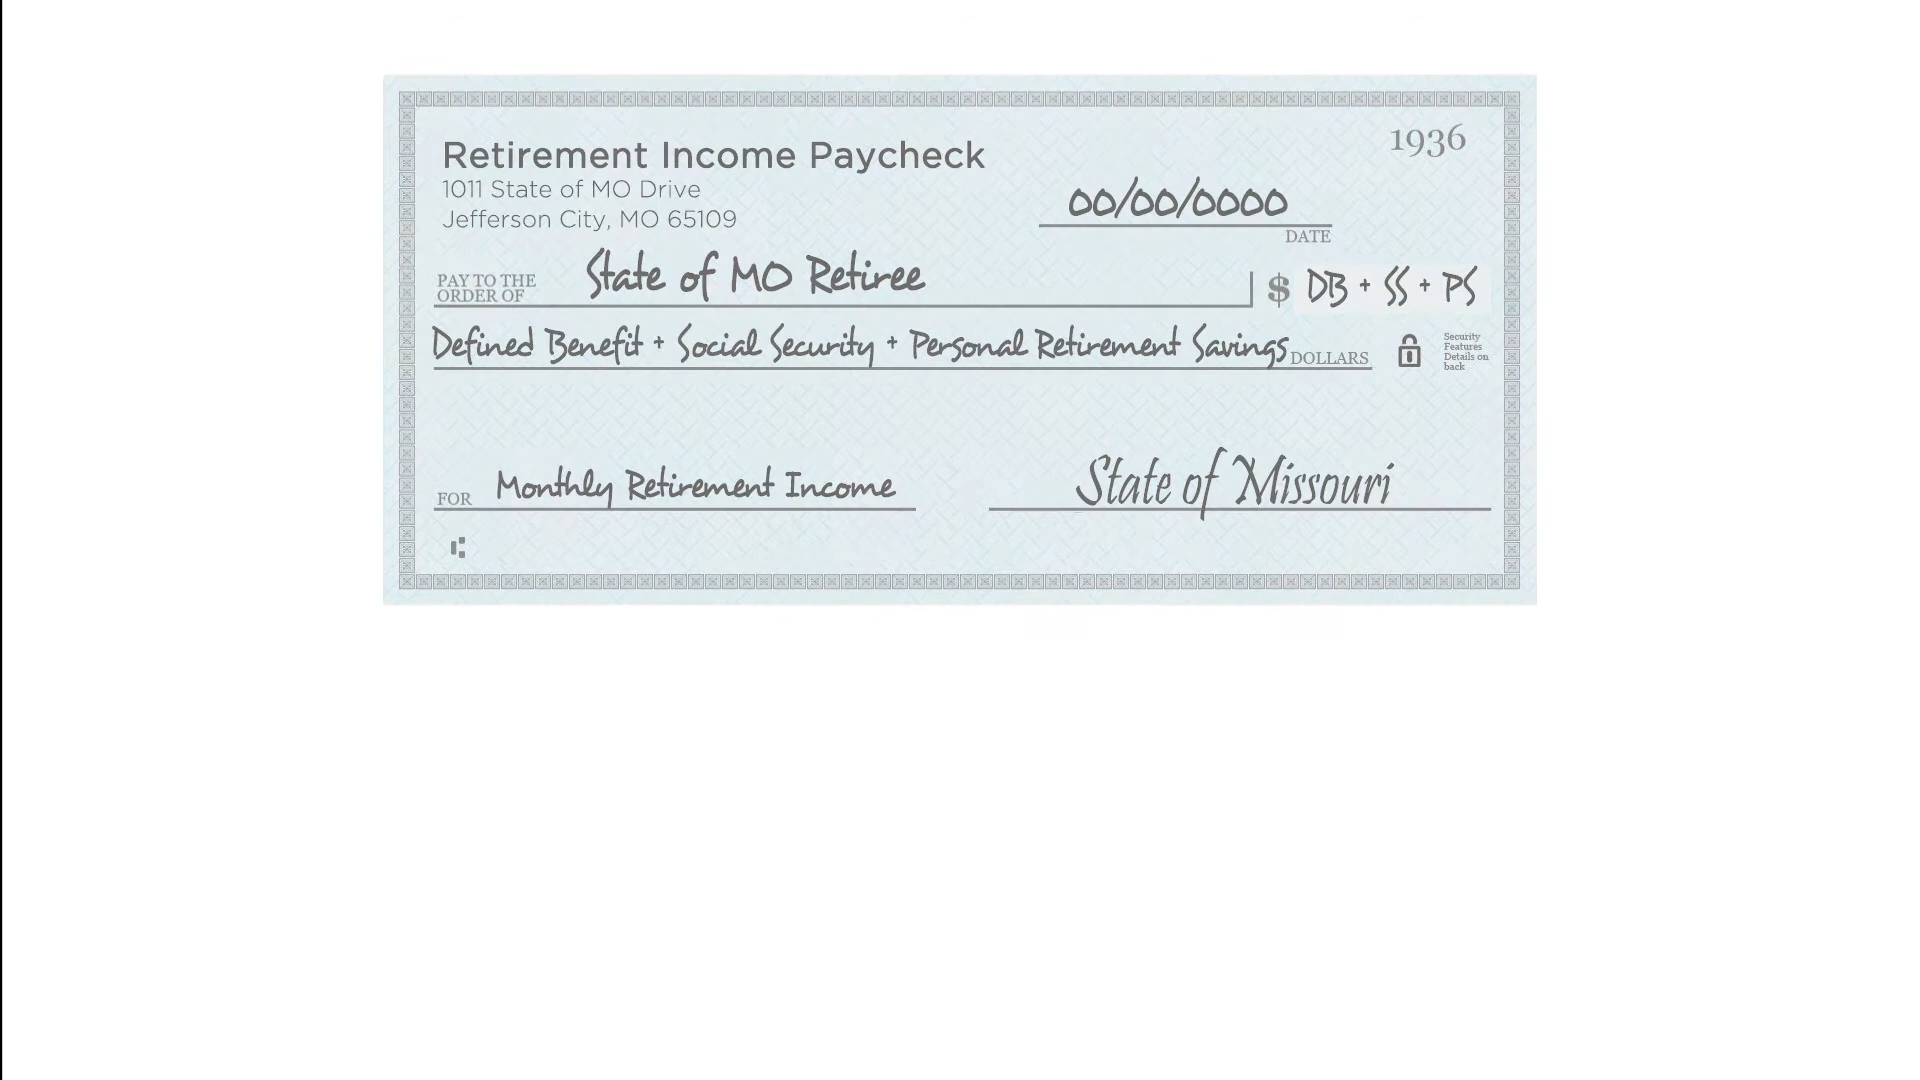 1936
Retirement Income Paycheck
1011 State of MO Drive
Jefferson City, MO 65109
00/00/0000
DATE
PAY TO THE
ORDER OF
State of MO Retiree
$ DB + SS + PS
Defined Benefit + Social Security + Personal Retirement Savings DOLLARS
Security
Features
Details on
back
FOR Monthly Retirement Income
State of Missouri